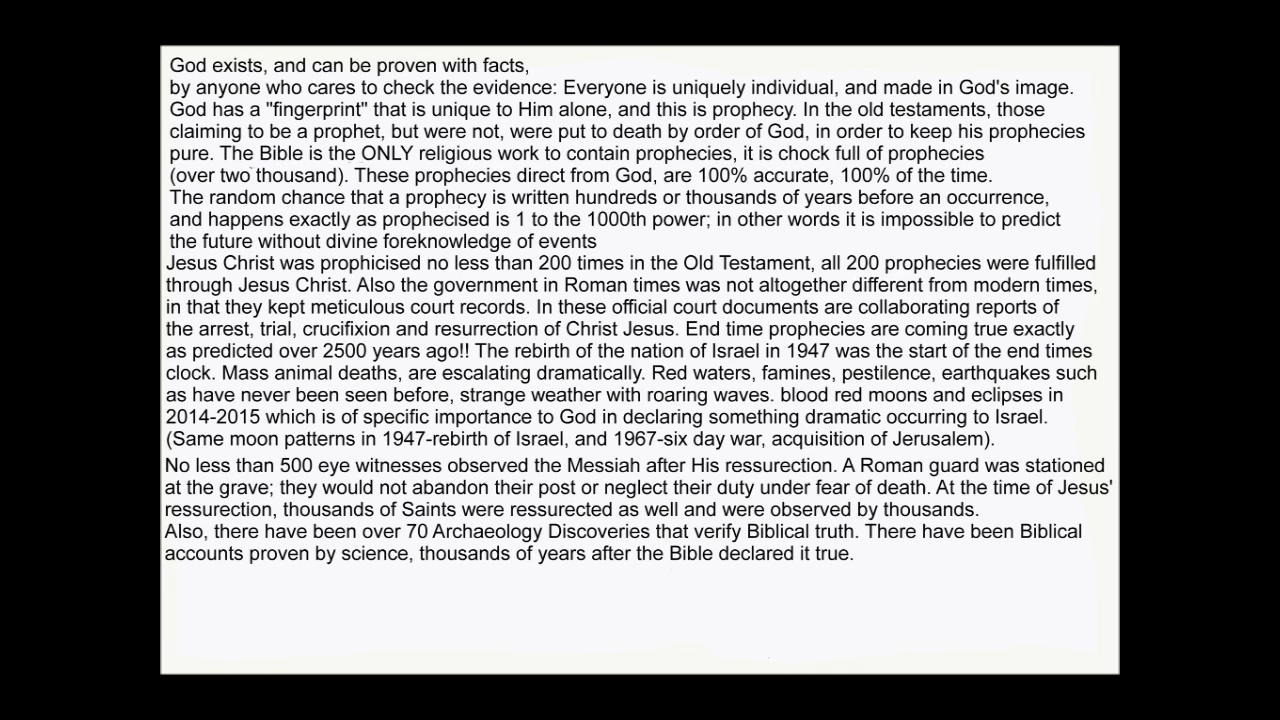 God exists, and can be proven with facts,
by anyone who cares to check the evidence: Everyone is uniquely individual, and made in God's image.
God has a "fingerprint" that is unique to Him alone, and this is prophecy. In the old testaments, those
claiming to be a prophet, but were not, were put to death by order of God, in order to keep his prophecies
pure. The Bible is the ONLY religious work to contain prophecies, it is chock full of prophecies
(over two thousand). These prophecies direct from God, are 100% accurate, 100% of the time.
The random chance that a prophecy is written hundreds or thousands of years before an occurrence,
and happens exactly as prophecised is 1 to the 1000th power; in other words it is impossible to predict
the future without divine foreknowledge of events
Jesus Christ was prophicised no less than 200 times in the Old Testament, all 200 prophecies were fulfilled
through Jesus Christ. Also the government in Roman times was not altogether different from modern times,
in that they kept meticulous court records. In these official court documents are collaborating reports of
the arrest, trial, crucifixion and resurrection of Christ Jesus. End time prophecies are coming true exactly
as predicted over 2500 years ago!! The rebirth of the nation of Israel in 1947 was the start of the end times
clock. Mass animal deaths, are escalating dramatically. Red waters, famines, pestilence, earthquakes such
as have never been seen before, strange weather with roaring waves. blood red moons and eclipses in
2014-2015 which is of specific importance to God in declaring something dramatic occurring to Israel.
(Same moon patterns in 1947-rebirth of Israel, and 1967-six day war, acquisition of Jerusalem).
No less than 500 eye witnesses observed the Messiah after His ressurection. A Roman guard was stationed
at the grave; they would not abandon their post or neglect their duty under fear of death. At the time of Jesus'
ressurection, thousands of Saints were ressurected as well and were observed by thousands.
Also, there have been over 70 Archaeology Discoveries that verify Biblical truth. There have been Biblical
accounts proven by science, thousands of years after the Bible declared it true.